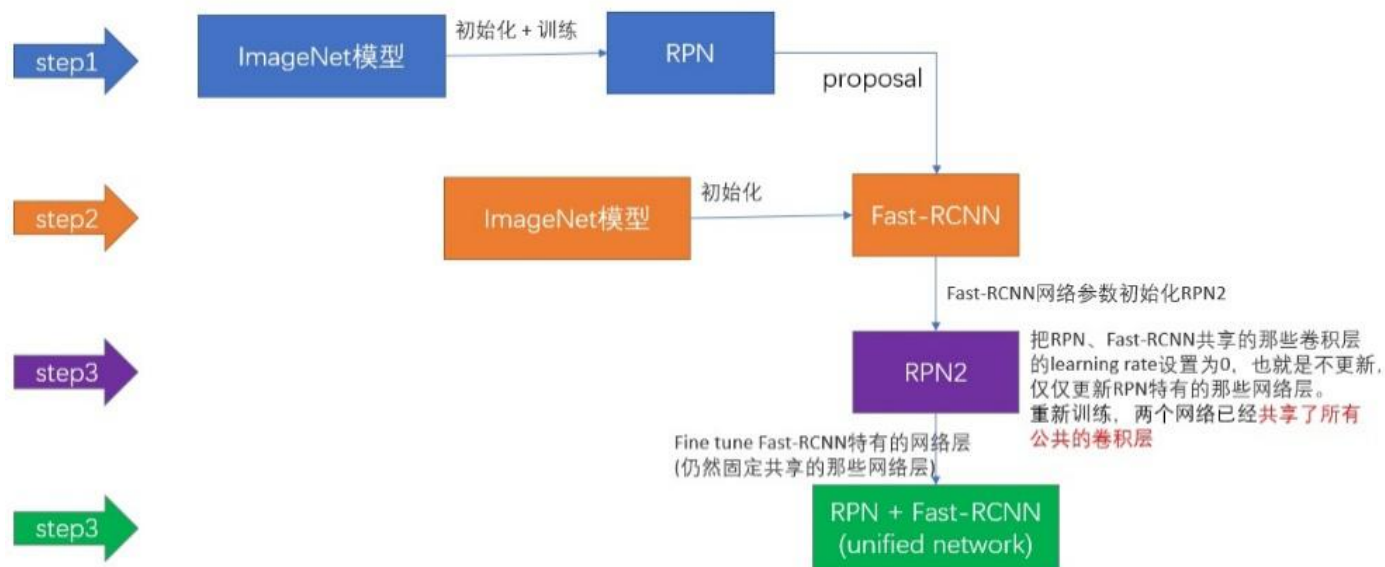 step1
ImageNet模型
初始化 + 训练
RPN
proposal
step2
ImageNet模型
初始化
Fast-RCNN
Fast-RCNN网络参数初始化RPN2
step3
RPN2
把RPN、Fast-RCNN共享的那些卷积层
的learning rate设置为0，也就是不更新,
仅仅更新RPN特有的那些网络层。
重新训练，两个网络已经共享了所有
公共的卷积层
Fine tune Fast-RCNN特有的网络层
(仍然固定共享的那些网络层)
step3
RPN + Fast-RCNN
(unified network)